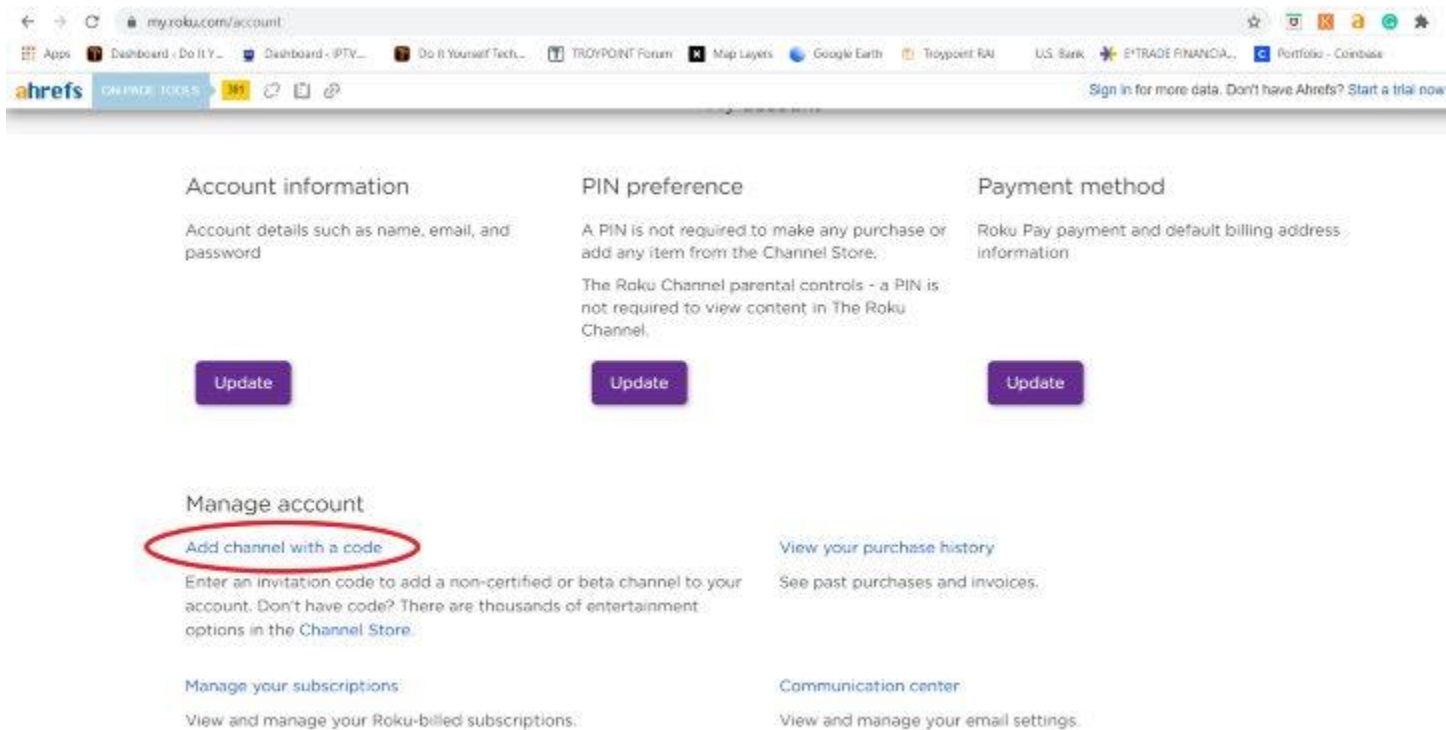 my.roku.com/account
Apps Dashboard - Do It Y... Dashboard - IPTV... Do It Yourself Tech... TROYPOINT Forum Map Layers Google Earth Troypoint RAI U.S. Bank E*TRADE FINANCIA... Portfolio - Coinbase
ahrefs ON-PAGE TOOLS 301 Sign in for more data. Don't have Ahrefs? Start a trial now
Account information
Account details such as name, email, and
password
Update
PIN preference
A PIN is not required to make any purchase or
add any item from the Channel Store.
The Roku Channel parental controls - a PIN is
not required to view content in The Roku
Channel.
Update
Payment method
Roku Pay payment and default billing address
information
Update
Manage account
Add channel with a code
Enter an invitation code to add a non-certified or beta channel to your
account. Don't have code? There are thousands of entertainment
options in the Channel Store.
View your purchase history
See past purchases and invoices.
Manage your subscriptions
View and manage your Roku-billed subscriptions.
Communication center
View and manage your email settings.